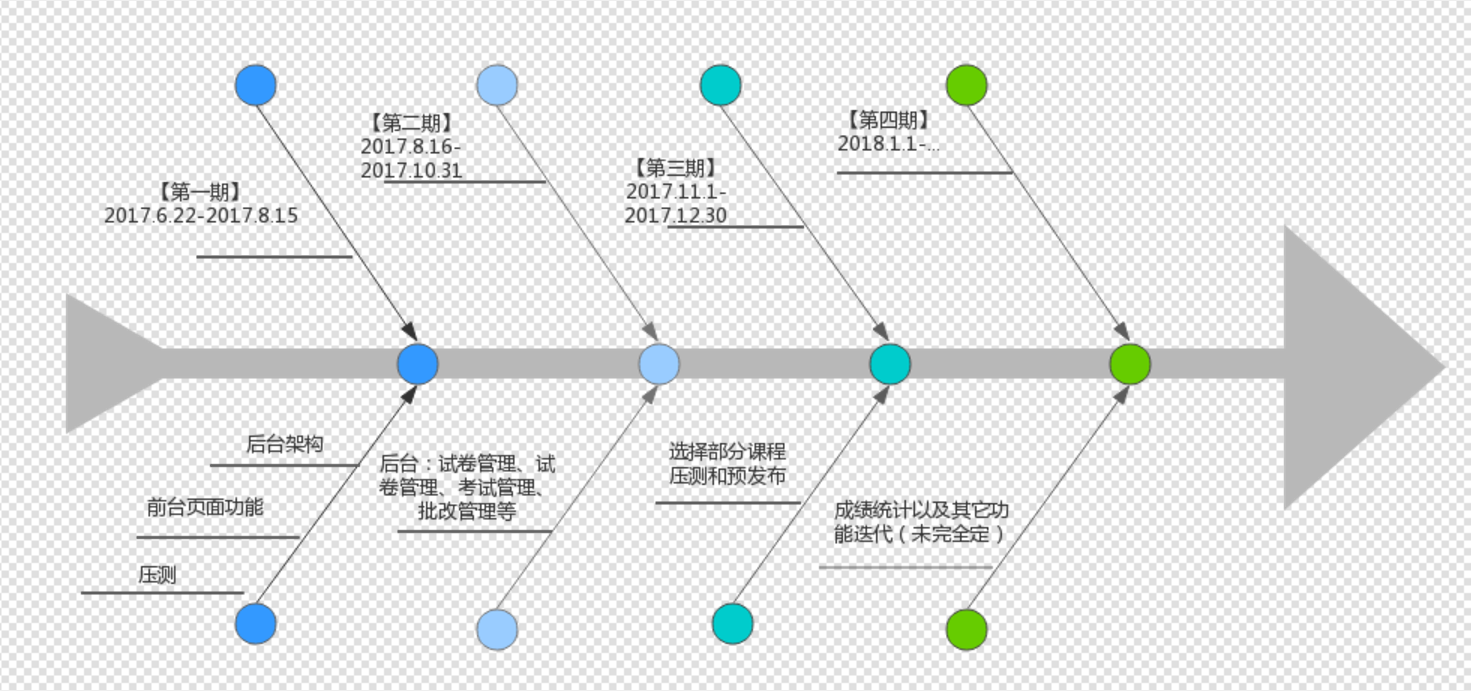 【第一期】
2017.6.22-2017.8.15
【第二期】
2017.8.16-
2017.10.31
【第三期】
2017.11.1-
2017.12.30
【第四期】
2018.1.1-...
后台架构
前台页面功能
压测
后台：试卷管理、试
卷管理、考试管理、
批改管理等
选择部分课程
压测和预发布
成绩统计以及其它功
能迭代（未完全定）